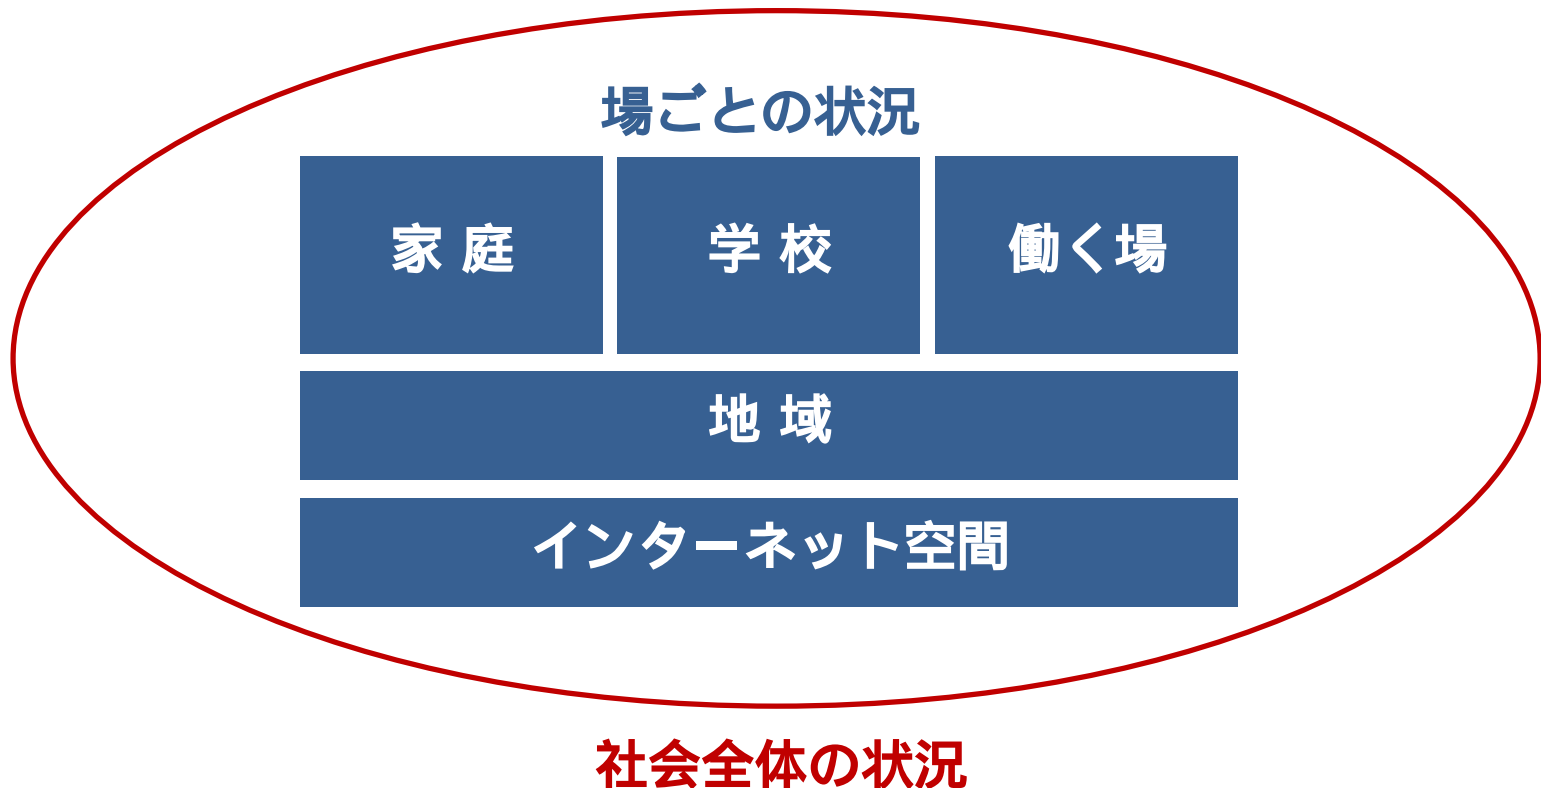 場ごとの状況
家 庭
学 校
働く場
地 域
インターネット空間
社会全体の状況